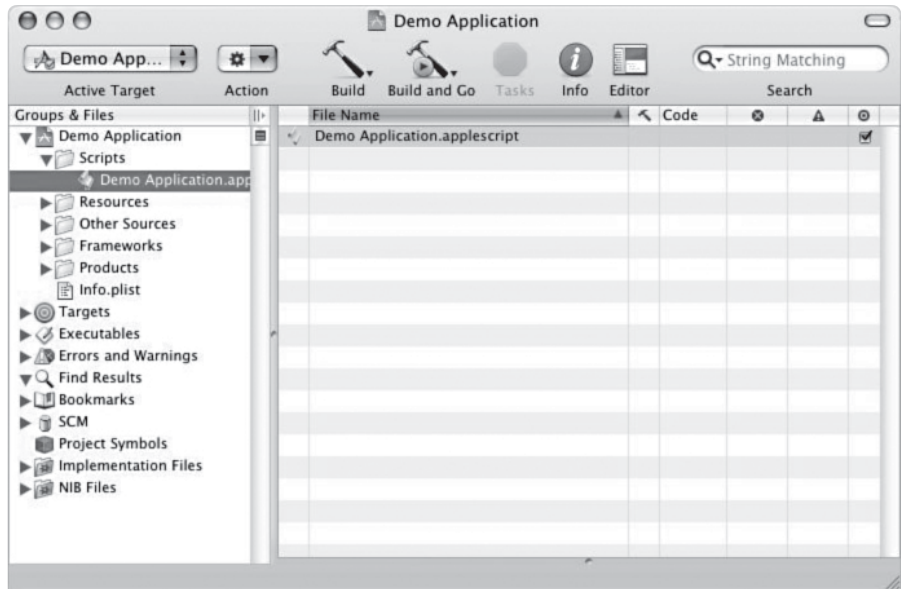 Demo Application
Demo App...
Build
Build and Go
Tasks
Info
Editor
String Matching
Active Target
Action
Search
Groups & Files
File Name
Code
Demo Application
Demo Application.applescript
Scripts
Demo Application.app
Resources
Other Sources
Frameworks
Products
Info.plist
Targets
Executables
Errors and Warnings
Find Results
Bookmarks
SCM
Project Symbols
Implementation Files
NIB Files